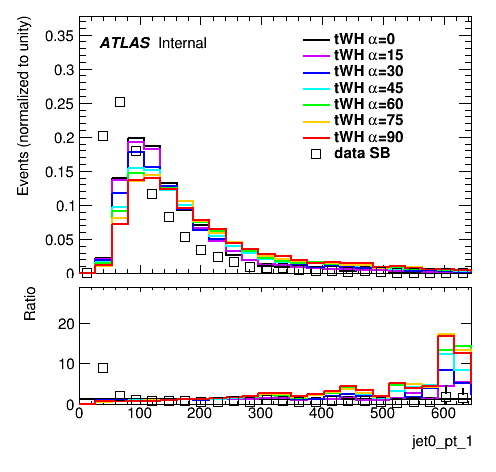 ATLAS Internal
tWH α=0
tWH α=15
tWH α=30
tWH α=45
tWH α=60
tWH α=75
tWH α=90
data SB
Events (normalized to unity)
0.35
0.3
0.25
0.2
0.15
0.1
0.05
0
Ratio
20
10
0
0 100 200 300 400 500 600
jet0_pt_1